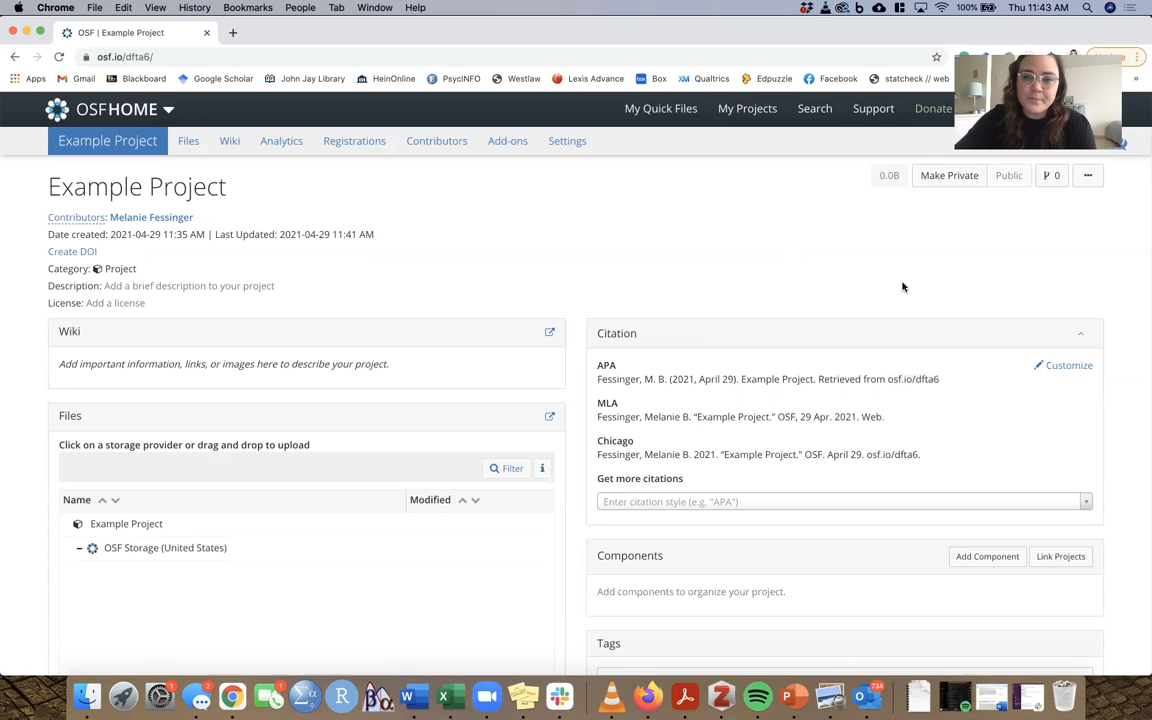 Chrome File Edit View History Bookmarks People Tab Window Help 100% Thu 11:43 AM
OSF | Example Project
osf.io/dfta6/
Apps Gmail Blackboard Google Scholar John Jay Library HeinOnline PsycINFO Westlaw Lexis Advance Box Qualtrics Edpuzzle Facebook statcheck // web
OSFHOME My Quick Files My Projects Search Support Donate
Example Project Files Wiki Analytics Registrations Contributors Add-ons Settings
Example Project
0.0B Make Private Public 0
Contributors: Melanie Fessinger
Date created: 2021-04-29 11:35 AM | Last Updated: 2021-04-29 11:41 AM
Create DOI
Category: Project
Description: Add a brief description to your project
License: Add a license
Wiki
Add important information, links, or images here to describe your project.
Files
Click on a storage provider or drag and drop to upload
Filter i
Name Modified
Example Project
OSF Storage (United States)
Citation
APA
Customize
Fessinger, M. B. (2021, April 29). Example Project. Retrieved from osf.io/dfta6
MLA
Fessinger, Melanie B. “Example Project.” OSF, 29 Apr. 2021. Web.
Chicago
Fessinger, Melanie B. 2021. “Example Project.” OSF. April 29. osf.io/dfta6.
Get more citations
Enter citation style (e.g. "APA")
Components Add Component Link Projects
Add components to organize your project.
Tags
1 2 1 734